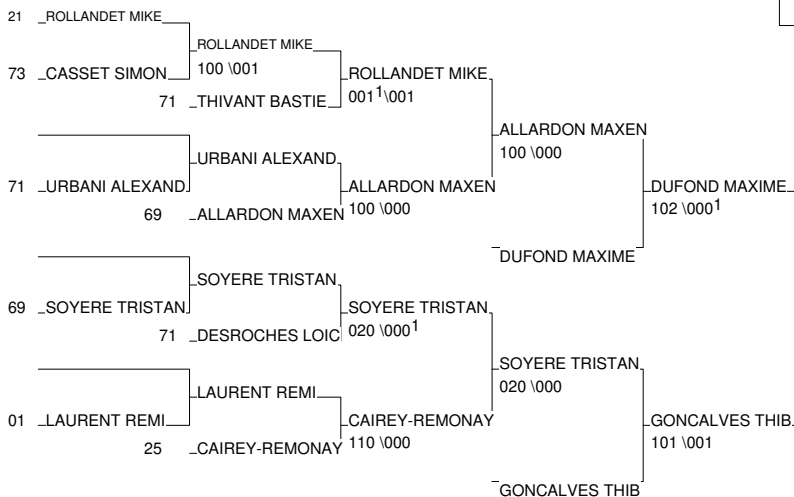 21 ROLLANDET MIKE
ROLLANDET MIKE
100 \001
73 CASSET SIMON
ROLLANDET MIKE
001¹\001
71 THIVANT BASTIE
ALLARDON MAXEN
100 \000
URBANI ALEXAND
71 URBANI ALEXAND
ALLARDON MAXEN
100 \000
DUFOND MAXIME
102 \000¹
69 ALLARDON MAXEN
DUFOND MAXIME
SOYERE TRISTAN
69 SOYERE TRISTAN
SOYERE TRISTAN
020 \000¹
71 DESROCHES LOIC
SOYERE TRISTAN
020 \000
LAURENT REMI
01 LAURENT REMI
CAIREY-REMONAY
110 \000
GONCALVES THIB
101 \001
25 CAIREY-REMONAY
GONCALVES THIB